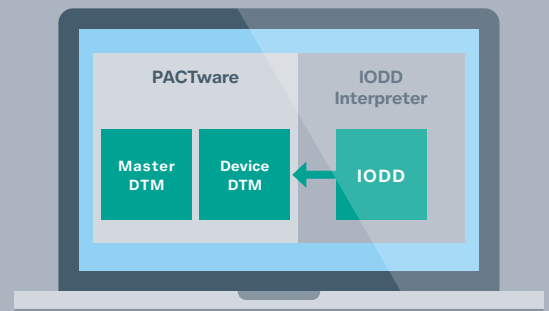 PACTware
IODD
Interpreter
Master
DTM
Device
DTM
IODD